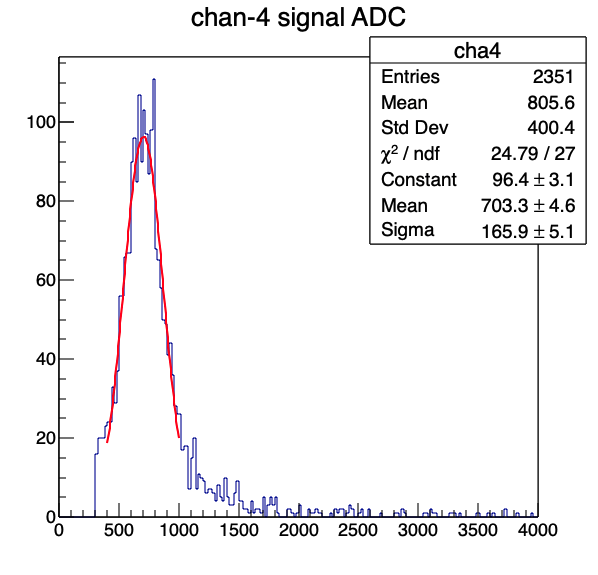 chan-4 signal ADC
cha4
Entries 2351
Mean 805.6
Std Dev 400.4
χ² / ndf 24.79 / 27
Constant 96.4 ± 3.1
Mean 703.3 ± 4.6
Sigma 165.9 ± 5.1
100
80
60
40
20
0
0 500 1000 1500 2000 2500 3000 3500 4000